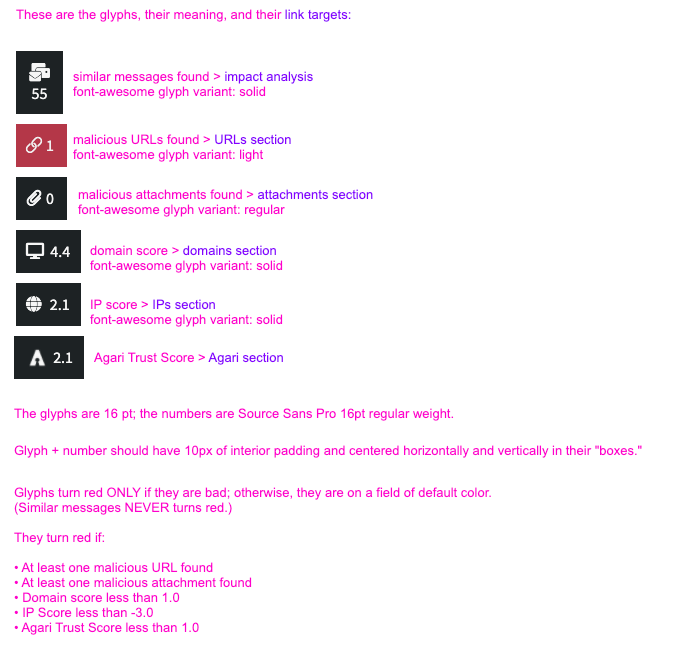 These are the glyphs, their meaning, and their link targets:
55
similar messages found > impact analysis
font-awesome glyph variant: solid
1
malicious URLs found > URLs section
font-awesome glyph variant: light
0
malicious attachments found > attachments section
font-awesome glyph variant: regular
4.4
domain score > domains section
font-awesome glyph variant: solid
2.1
IP score > IPs section
font-awesome glyph variant: solid
2.1
Agari Trust Score > Agari section
The glyphs are 16 pt; the numbers are Source Sans Pro 16pt regular weight.
Glyph + number should have 10px of interior padding and centered horizontally and vertically in their "boxes."
Glyphs turn red ONLY if they are bad; otherwise, they are on a field of default color.
(Similar messages NEVER turns red.)
They turn red if:
• At least one malicious URL found
• At least one malicious attachment found
• Domain score less than 1.0
• IP Score less than -3.0
• Agari Trust Score less than 1.0